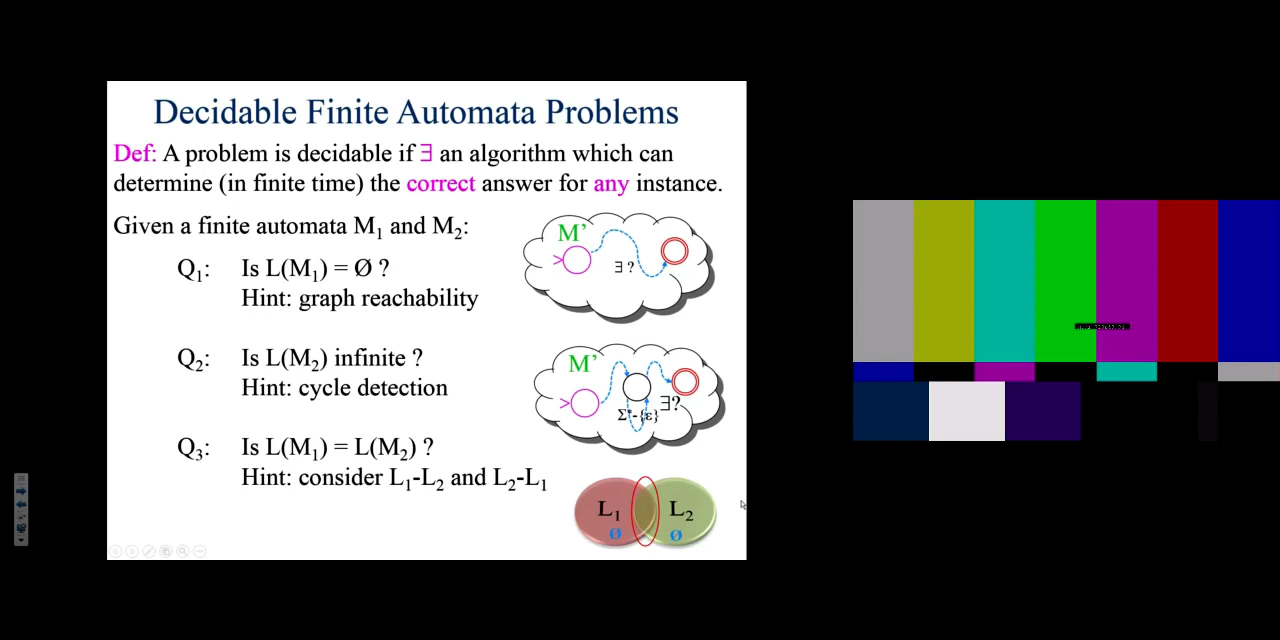 Decidable Finite Automata Problems
Def: A problem is decidable if ∃ an algorithm which can
determine (in finite time) the correct answer for any instance.
Given a finite automata M₁ and M₂:
M’
>
∃ ?
Q₁: Is L(M₁) = Ø ?
Hint: graph reachability
Q₂: Is L(M₂) infinite ?
Hint: cycle detection
M’
>
∃?
Σ*-{ε}
Q₃: Is L(M₁) = L(M₂) ?
Hint: consider L₁-L₂ and L₂-L₁
L₁ L₂
Ø Ø